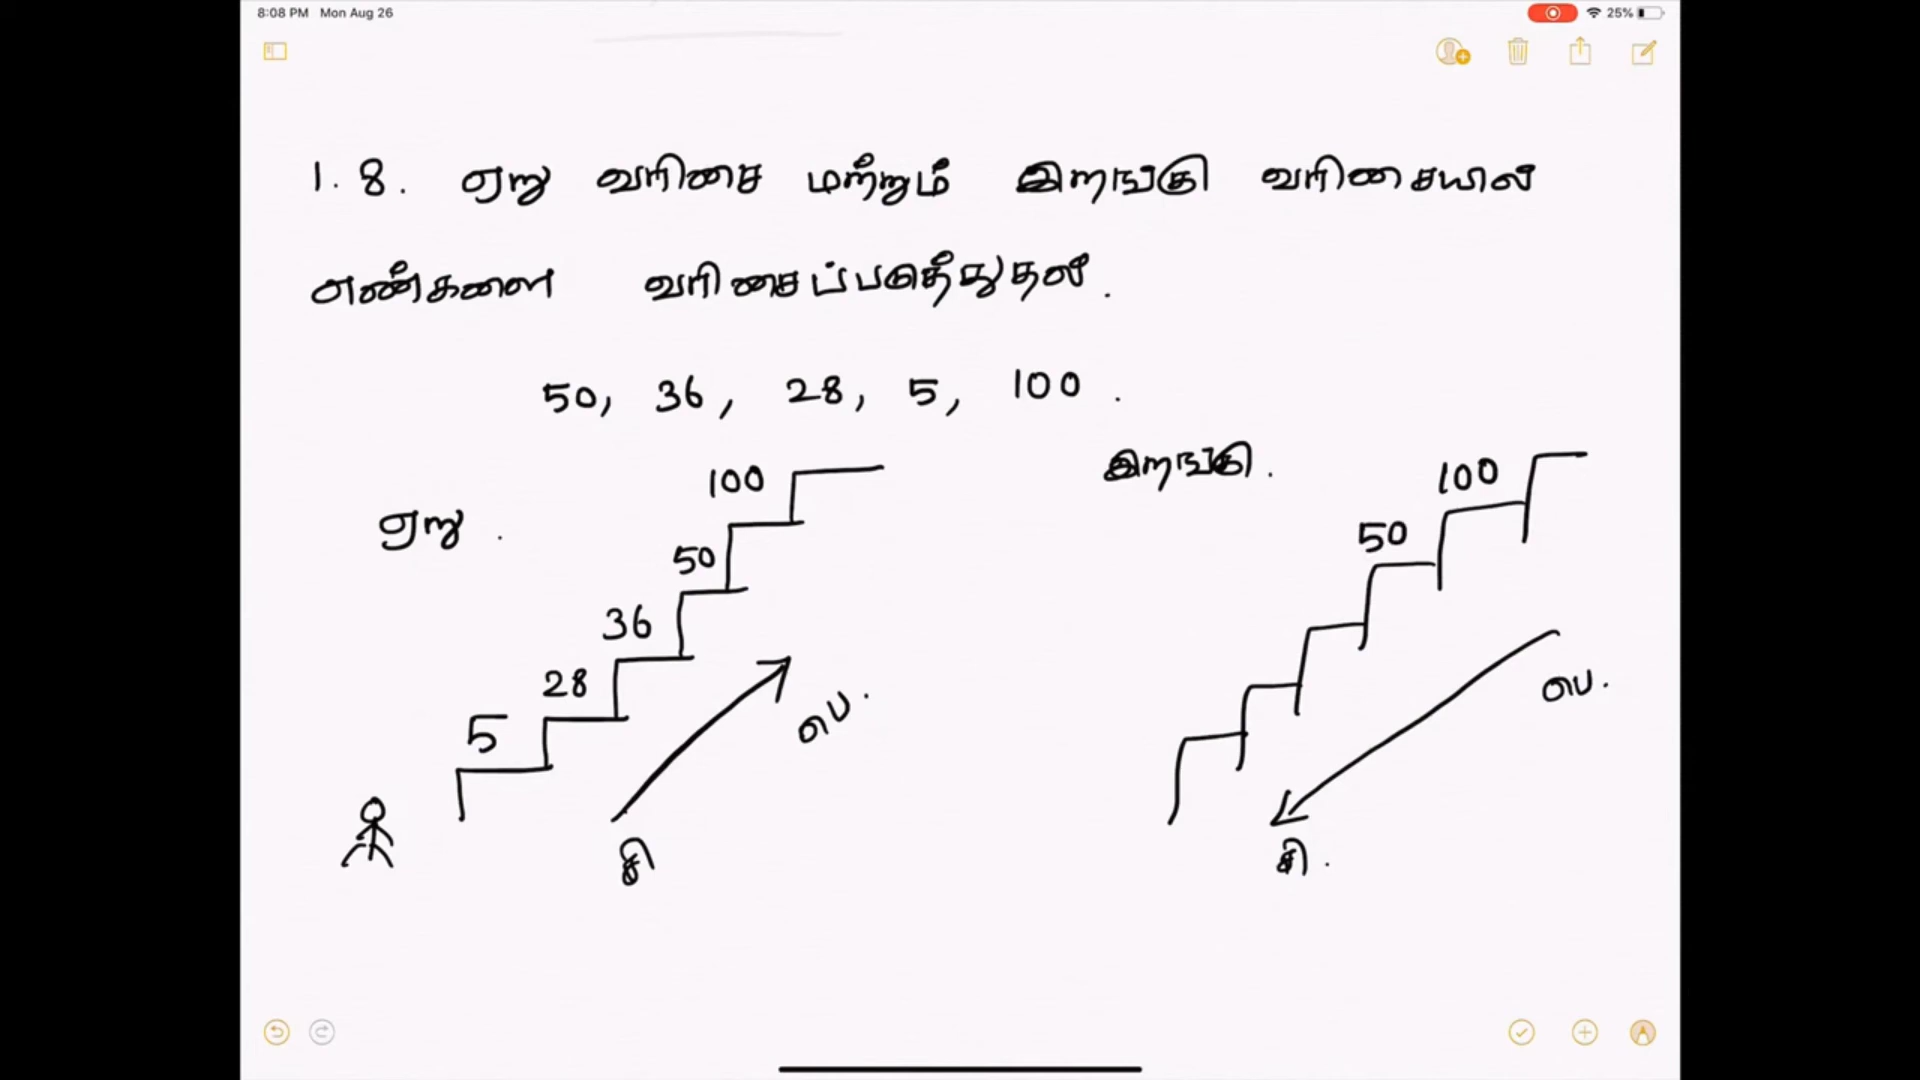 8:08 PM Mon Aug 26
25%
1.8. ஏறு வரிசை மற்றும் இறங்கு வரிசையில்
எண்களை வரிசைப்படுத்துதல்.
50, 36, 28, 5, 100.
ஏறு.
100
50
36
28
5
பெ.
சி
இறங்கு.
100
50
பெ.
சி.